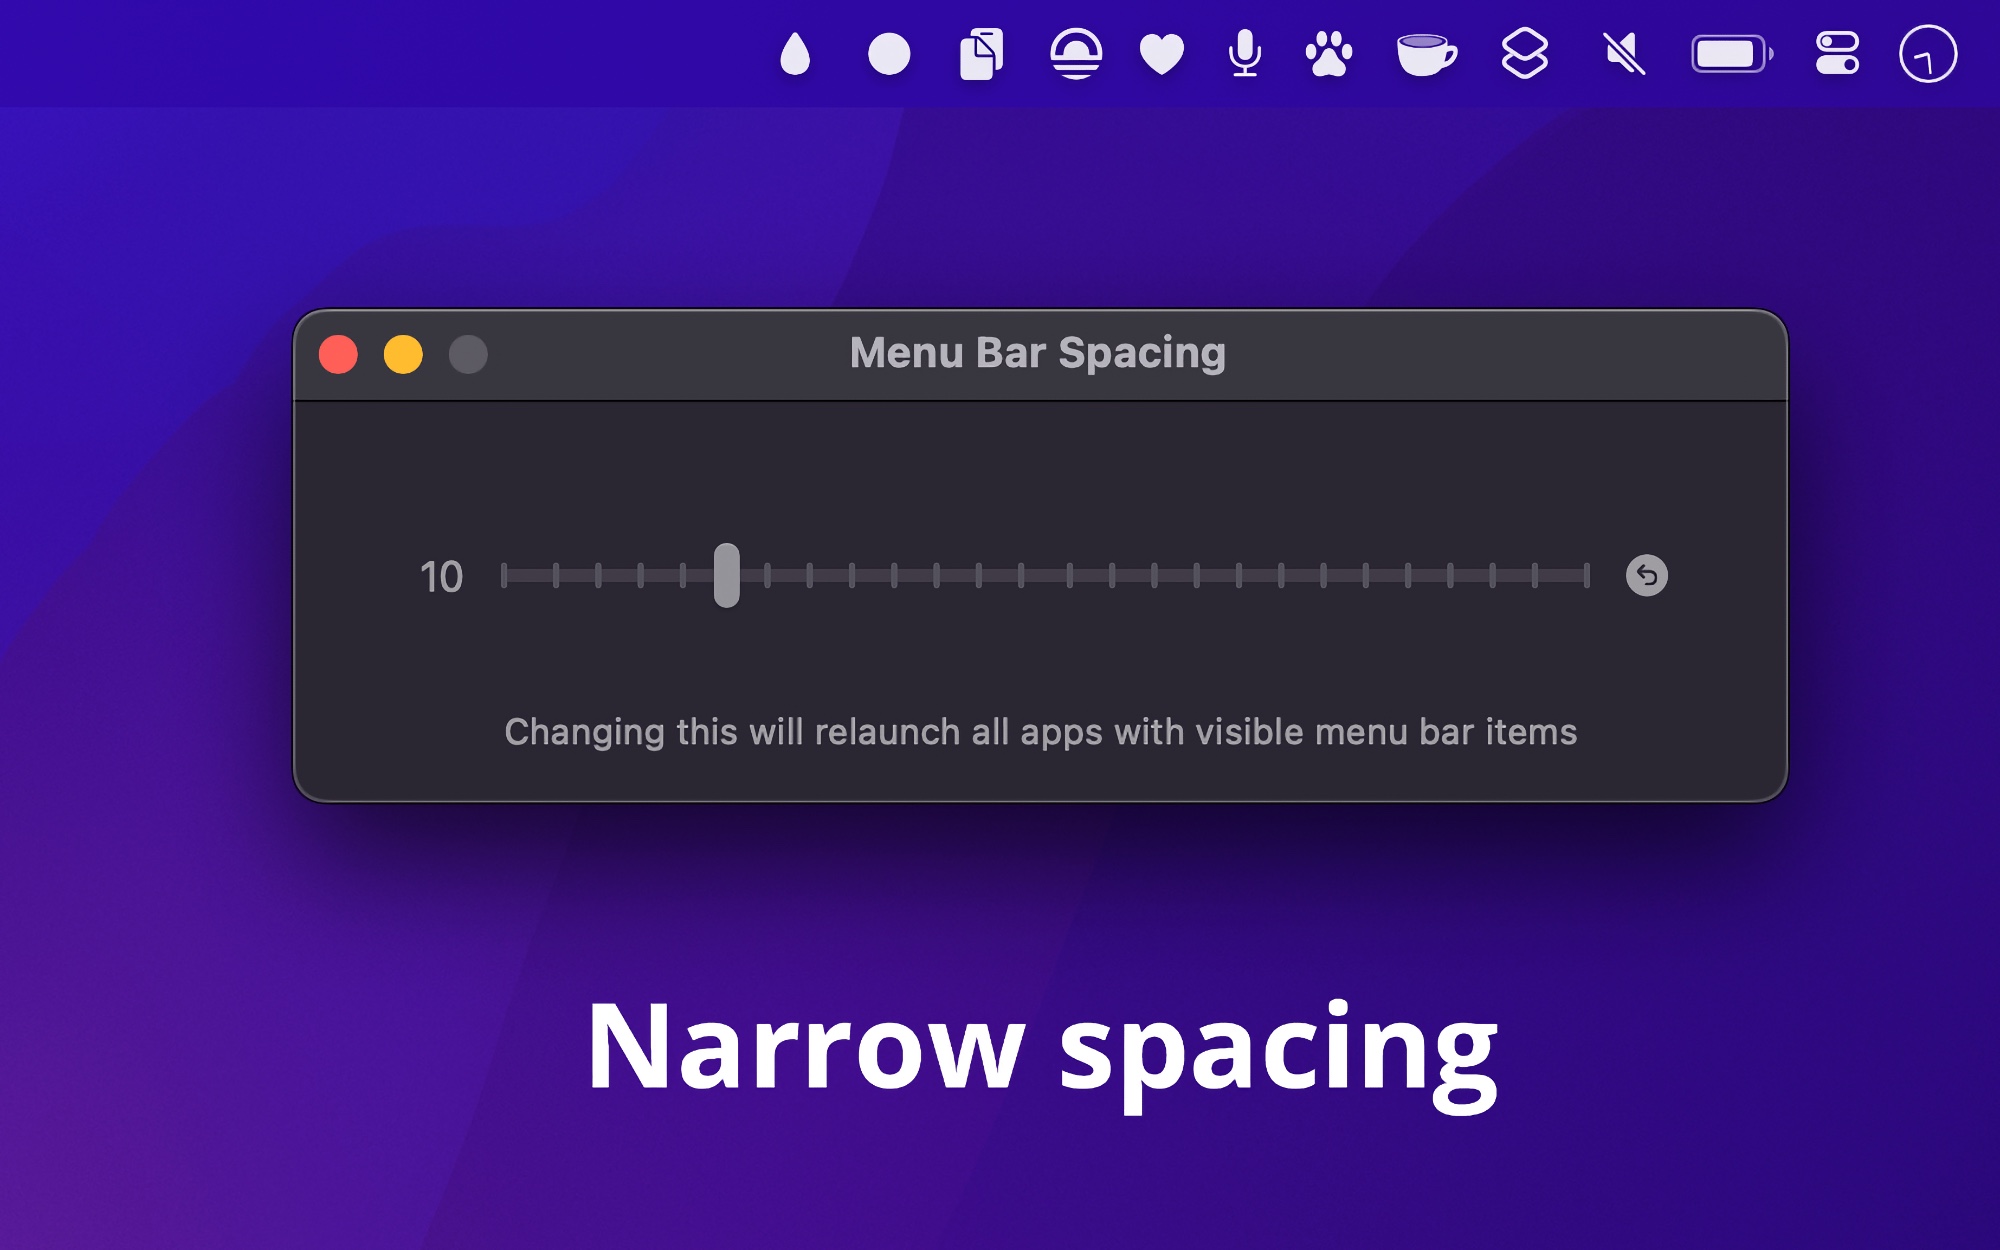 Menu Bar Spacing
10
Changing this will relaunch all apps with visible menu bar items
Narrow spacing